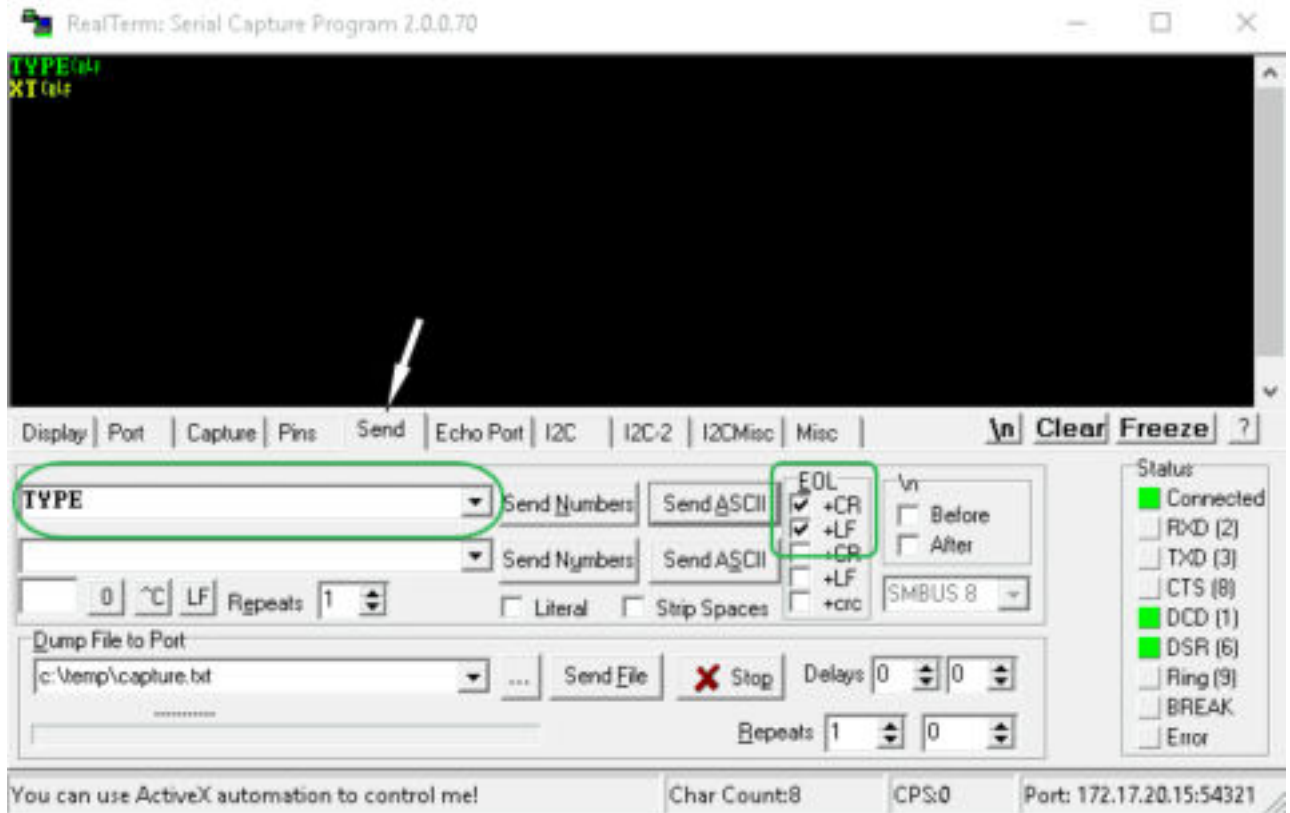 RealTerm: Serial Capture Program 2.0.0.70
TYPE
XT
Display Port Capture Pins Send Echo Port I2C I2C-2 I2CMisc Misc \n Clear Freeze ?
TYPE Send Numbers Send ASCII
Send Numbers Send ASCII
0 ^C LF Repeats 1 Literal Strip Spaces
EOL
+CR
+LF
+CR
+LF
+crc
\n
Before
After
SMBUS 8
Dump File to Port
c:\temp\capture.txt ... Send File Stop Delays 0 0
Repeats 1 0
Status
Connected
RXD (2)
TXD (3)
CTS (8)
DCD (1)
DSR (6)
Ring (9)
BREAK
Error
You can use ActiveX automation to control me! Char Count:8 CPS:0 Port: 172.17.20.15:54321